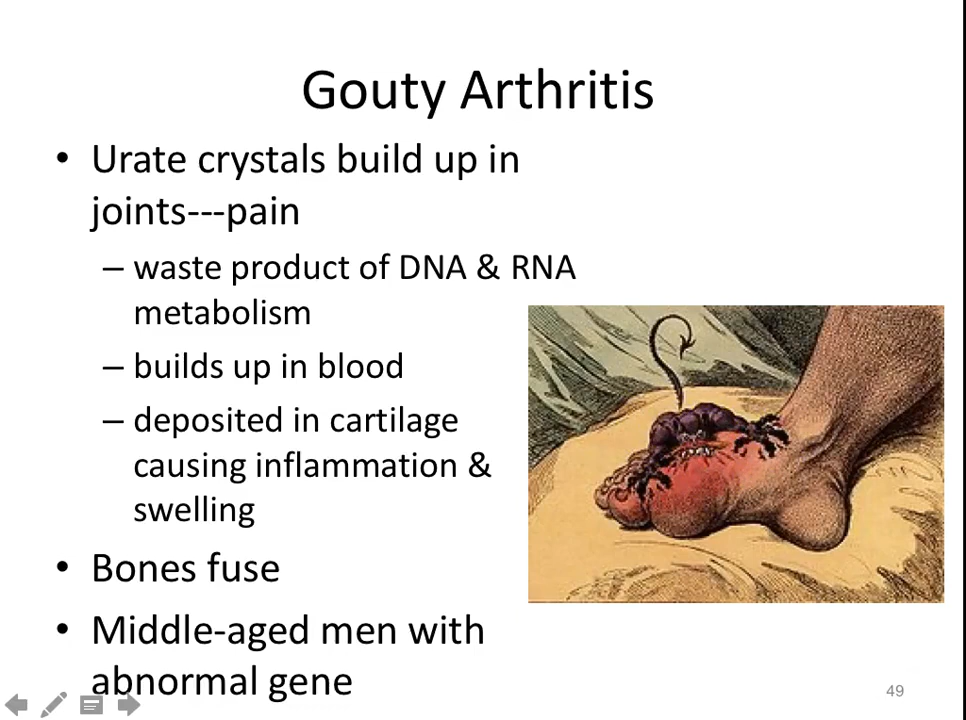 Gouty Arthritis
• Urate crystals build up in
joints---pain
– waste product of DNA & RNA
metabolism
– builds up in blood
– deposited in cartilage
causing inflammation &
swelling
• Bones fuse
• Middle-aged men with
abnormal gene
49